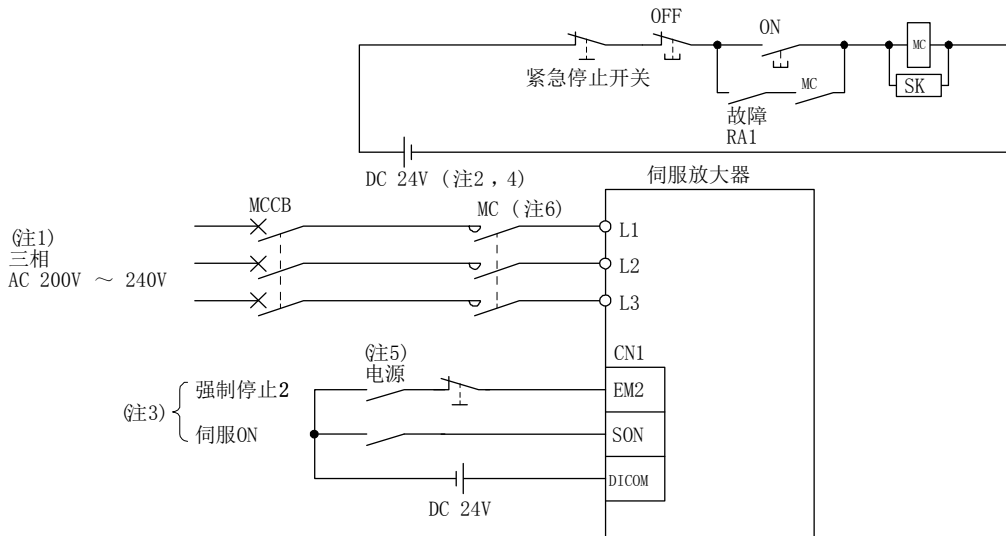 OFF
ON
MC
紧急停止开关
SK
MC
故障
RA1
DC 24V (注2，4)
伺服放大器
MCCB
MC (注6)
(注1)
三相
AC 200V ～ 240V
L1
L2
L3
CN1
(注5)
电源
强制停止2
EM2
(注3)
伺服ON
SON
DICOM
DC 24V